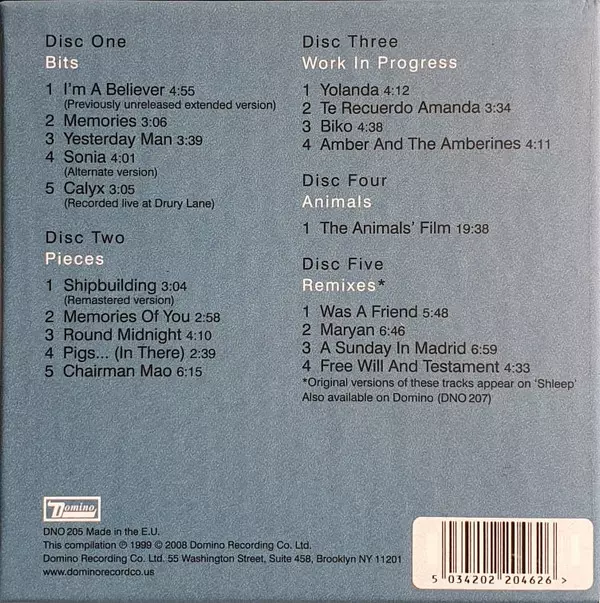 Disc One
Bits
1 I'm A Believer 4:55
(Previously unreleased extended version)
2 Memories 3:06
3 Yesterday Man 3:39
4 Sonia 4:01
(Alternate version)
5 Calyx 3:05
(Recorded live at Drury Lane)
Disc Two
Pieces
1 Shipbuilding 3:04
(Remastered version)
2 Memories Of You 2:58
3 Round Midnight 4:10
4 Pigs... (In There) 2:39
5 Chairman Mao 6:15
Disc Three
Work In Progress
1 Yolanda 4:12
2 Te Recuerdo Amanda 3:34
3 Biko 4:38
4 Amber And The Amberines 4:11
Disc Four
Animals
1 The Animals' Film 19:38
Disc Five
Remixes*
1 Was A Friend 5:48
2 Maryan 6:46
3 A Sunday In Madrid 6:59
4 Free Will And Testament 4:33
*Original versions of these tracks appear on 'Shleep'
Also available on Domino (DNO 207)
Domino
DNO 205 Made in the E.U.
This compilation ℗ 1999 © 2008 Domino Recording Co. Ltd.
Domino Recording Co. Ltd. 55 Washington Street, Suite 458, Brooklyn NY 11201
www.dominorecordco.us
5 034202 204626 >